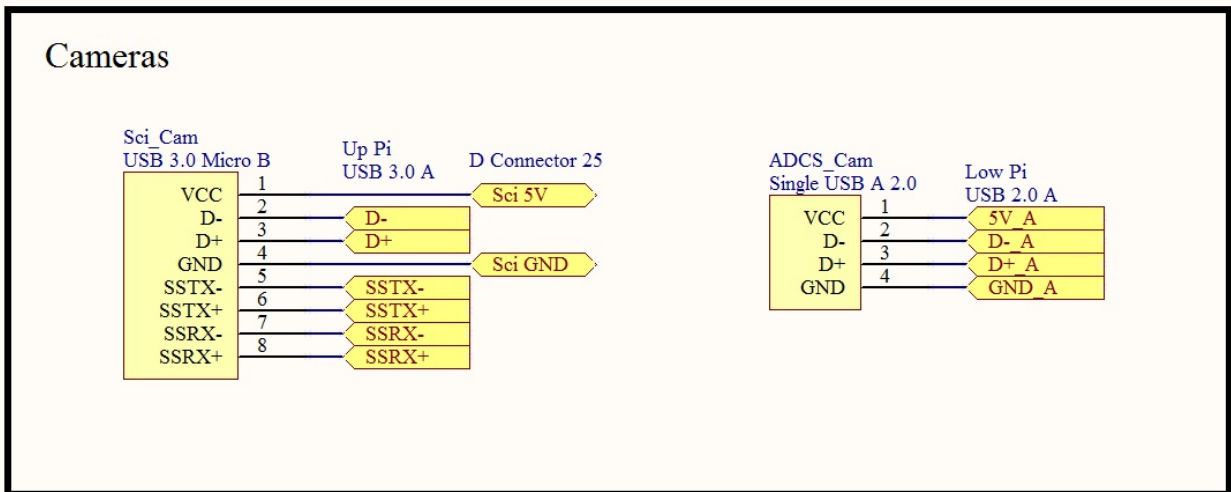 Cameras
Sci_Cam
USB 3.0 Micro B
Up Pi
USB 3.0 A
D Connector 25
VCC 1 Sci 5V
D- 2 D-
D+ 3 D+
GND 4 Sci GND
SSTX- 5 SSTX-
SSTX+ 6 SSTX+
SSRX- 7 SSRX-
SSRX+ 8 SSRX+
ADCS_Cam
Single USB A 2.0
Low Pi
USB 2.0 A
VCC 1 5V_A
D- 2 D-_A
D+ 3 D+_A
GND 4 GND_A